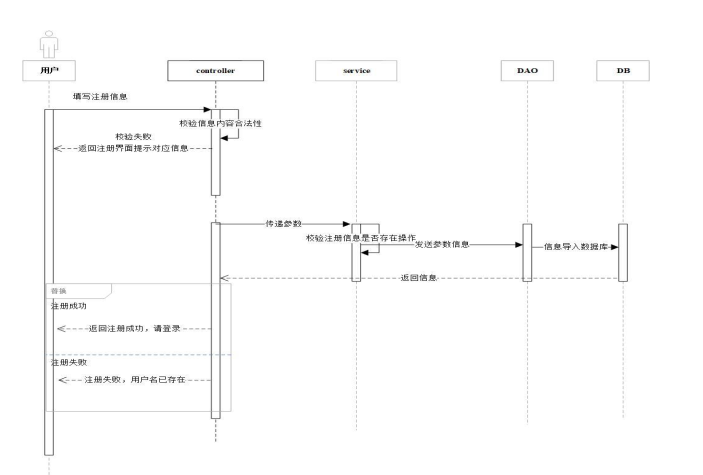 用户
controller
service
DAO
DB
填写注册信息
校验信息内容合法性
校验失败
返回注册界面提示对应信息
传递参数
校验注册信息是否存在操作
发送参数信息
信息导入数据库
返回信息
替换
注册成功
返回注册成功，请登录
注册失败
注册失败，用户名已存在